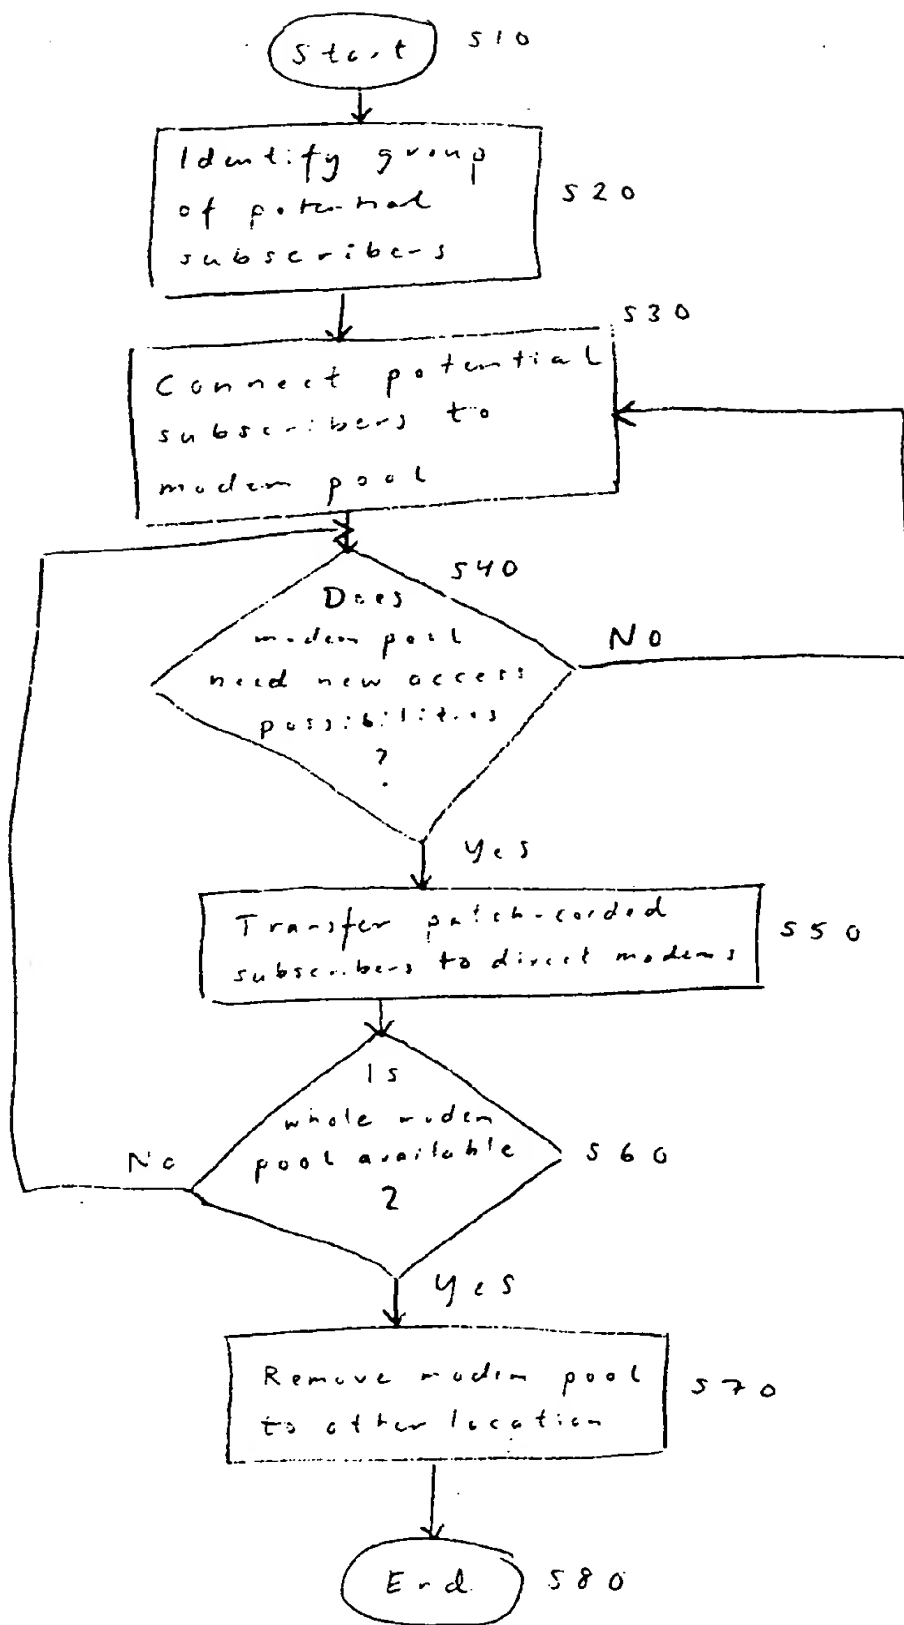 Start S10
Identify group
of potential
subscribers
S20
S30
Connect potential
subscribers to
modem pool
S40
Does
modem pool
need new access
possibilities
?
No
Yes
Transfer patch-corded
subscribers to direct modems
S50
Is
whole modem
pool available
?
S60
No
Yes
Remove modem pool
to other location
S70
End S80